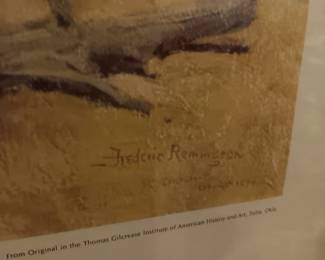 Frederic Remington
From Original in the Thomas Gilcrease Institute of American History and Art, Tulsa, Okla.